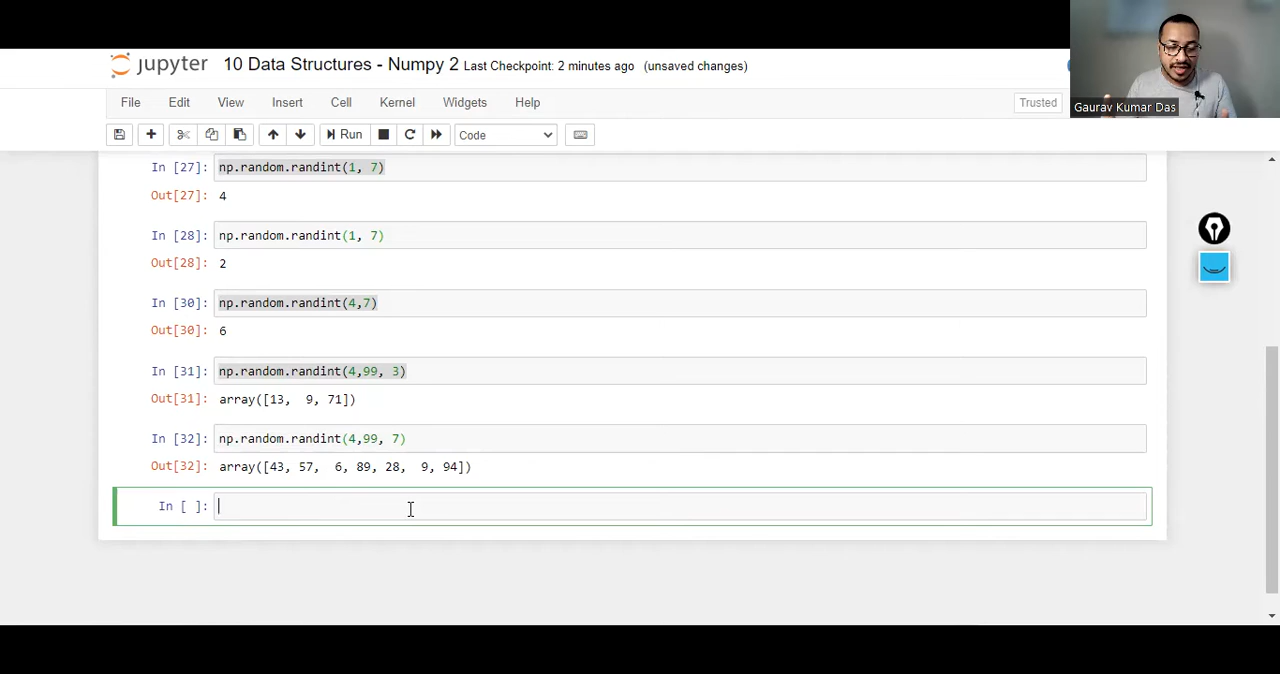 jupyter 10 Data Structures - Numpy 2 Last Checkpoint: 2 minutes ago (unsaved changes)
Gaurav Kumar Das
File Edit View Insert Cell Kernel Widgets Help Trusted
Run Code
In [27]: np.random.randint(1, 7)
Out[27]: 4
In [28]: np.random.randint(1, 7)
Out[28]: 2
In [30]: np.random.randint(4,7)
Out[30]: 6
In [31]: np.random.randint(4,99, 3)
Out[31]: array([13,  9, 71])
In [32]: np.random.randint(4,99, 7)
Out[32]: array([43, 57,  6, 89, 28,  9, 94])
In [ ]: